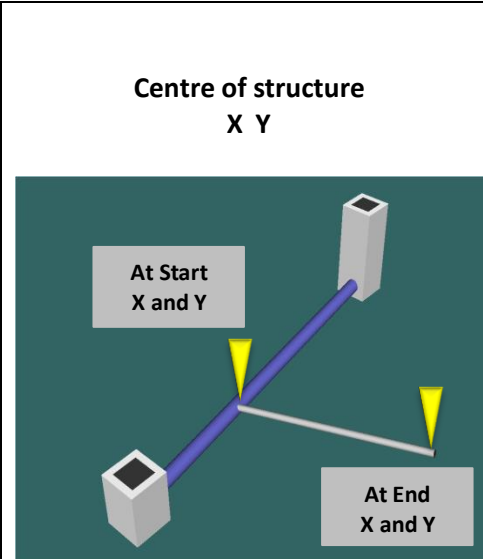 Centre of structure
X Y
At Start
X and Y
At End
X and Y